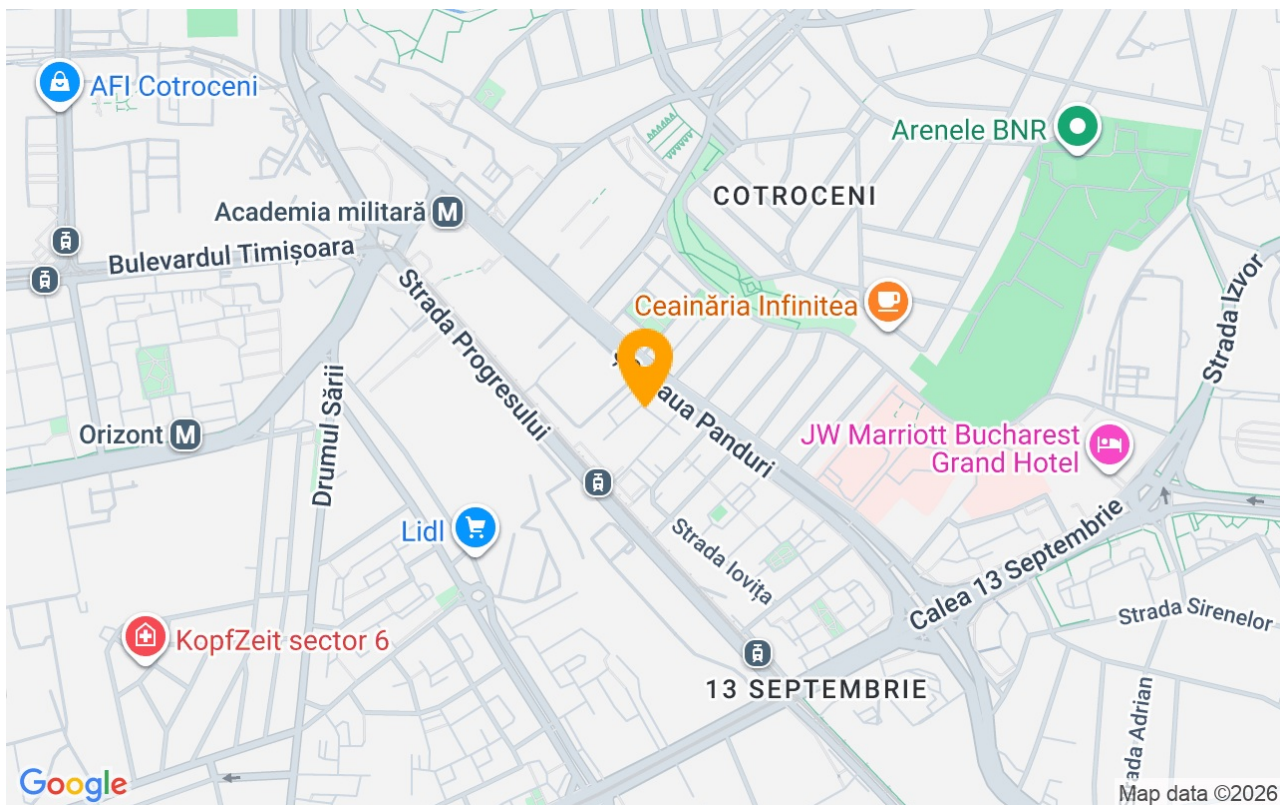 AFI Cotroceni
Arenele BNR
COTROCENI
Academia militară
M
Bulevardul Timișoara
Strada Izvor
Ceainăria Infinitea
Strada Progresului
aua Panduri
Drumul Sării
Orizont
M
JW Marriott Bucharest
Grand Hotel
Lidl
Calea 13 Septembrie
Strada Iovița
Strada Sirenelor
KopfZeit sector 6
13 SEPTEMBRIE
ada Adrian
Google
Map data ©2026